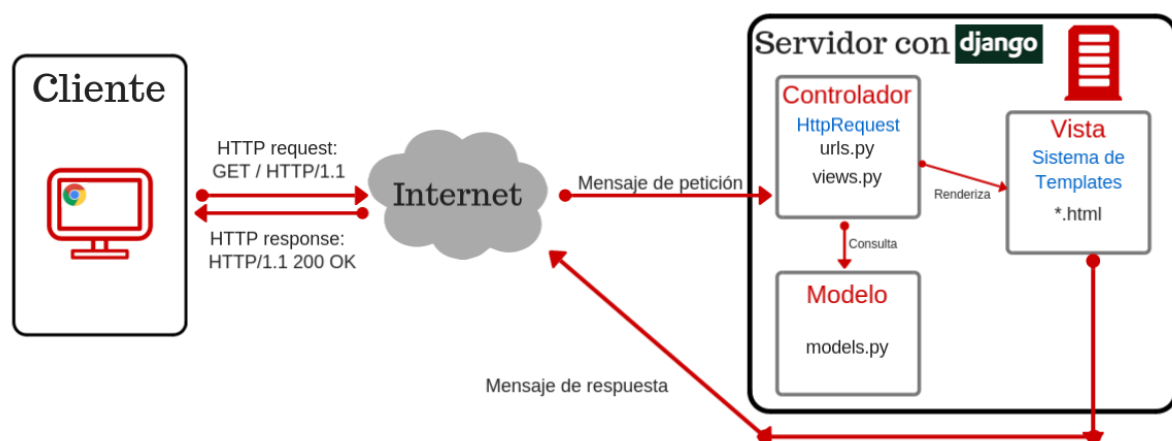 Cliente
HTTP request:
GET / HTTP/1.1
HTTP response:
HTTP/1.1 200 OK
Internet
Mensaje de petición
Mensaje de respuesta
Servidor con django
Controlador
HttpRequest
urls.py
views.py
Renderiza
Vista
Sistema de
Templates
*.html
Consulta
Modelo
models.py